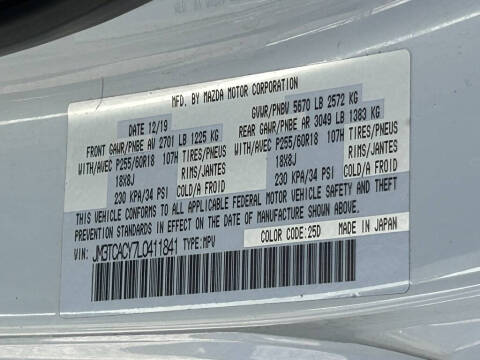 MFD. BY MAZDA MOTOR CORPORATION
DATE 12/19 GVWR/PNBV 5670 LB 2572 KG
FRONT GAWR/PNBE AV 2701 LB 1225 KG REAR GAWR/PNBE AR 3049 LB 1383 KG
WITH/AVEC P255/60R18 107H TIRES/PNEUS WITH/AVEC P255/60R18 107H TIRES/PNEUS
18X8J RIMS/JANTES 18X8J RIMS/JANTES
230 KPA/34 PSI COLD/A FROID 230 KPA/34 PSI COLD/A FROID
THIS VEHICLE CONFORMS TO ALL APPLICABLE FEDERAL MOTOR VEHICLE SAFETY AND THEFT
PREVENTION STANDARDS IN EFFECT ON THE DATE OF MANUFACTURE SHOWN ABOVE.
VIN: JM3TCACY7L0411841 TYPE: MPV COLOR CODE: 25D MADE IN JAPAN